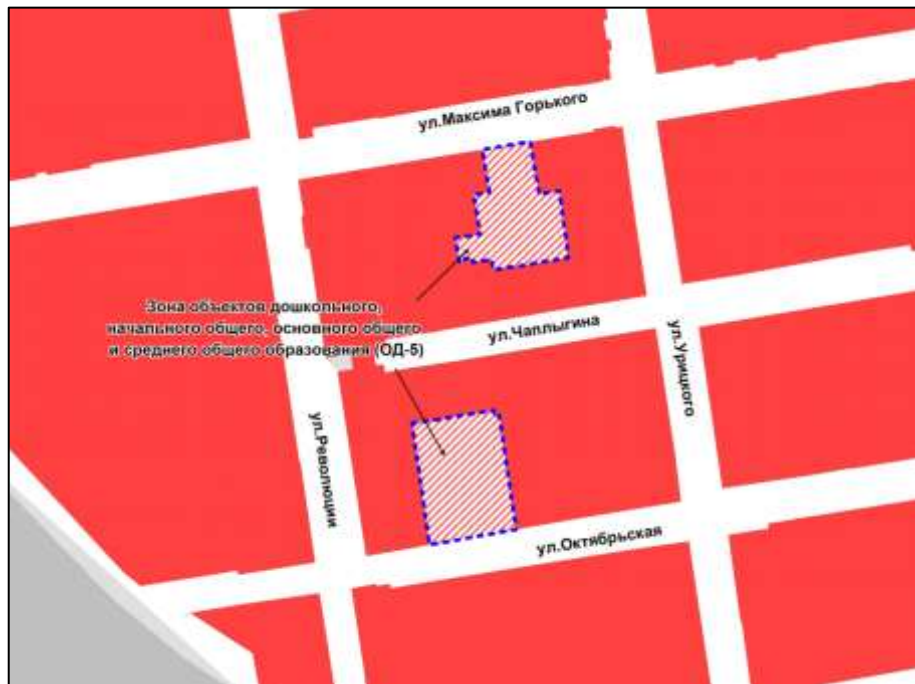 ул.Максима Горького
Зона объектов дошкольного,
начального общего, основного общего
и среднего общего образования (ОД-5)
ул.Чаплыгина
ул.Урицкого
ул.Революции
ул.Октябрьская